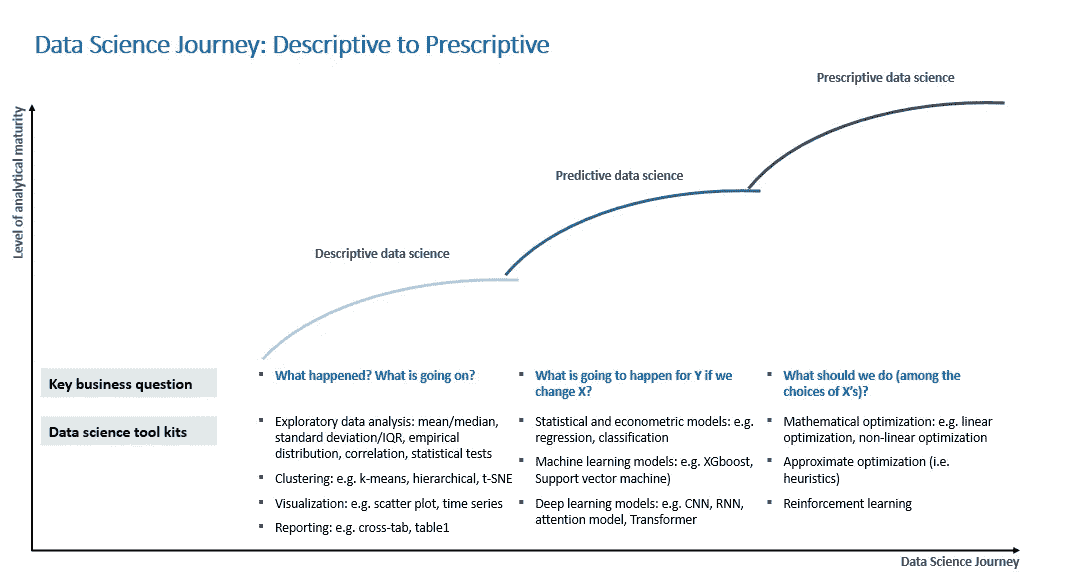 Data Science Journey: Descriptive to Prescriptive
Prescriptive data science
Level of analytical maturity
Predictive data science
Descriptive data science
Key business question
▪ What happened? What is going on?
▪ What is going to happen for Y if we
change X?
▪ What should we do (among the
choices of X's)?
Data science tool kits
▪ Exploratory data analysis: mean/median,
standard deviation/IQR, empirical
distribution, correlation, statistical tests
▪ Clustering: e.g. k-means, hierarchical, t-SNE
▪ Visualization: e.g. scatter plot, time series
▪ Reporting: e.g. cross-tab, table1
▪ Statistical and econometric models: e.g.
regression, classification
▪ Machine learning models: e.g. XGboost,
Support vector machine)
▪ Deep learning models: e.g. CNN, RNN,
attention model, Transformer
▪ Mathematical optimization: e.g. linear
optimization, non-linear optimization
▪ Approximate optimization (i.e.
heuristics)
▪ Reinforcement learning
Data Science Journey